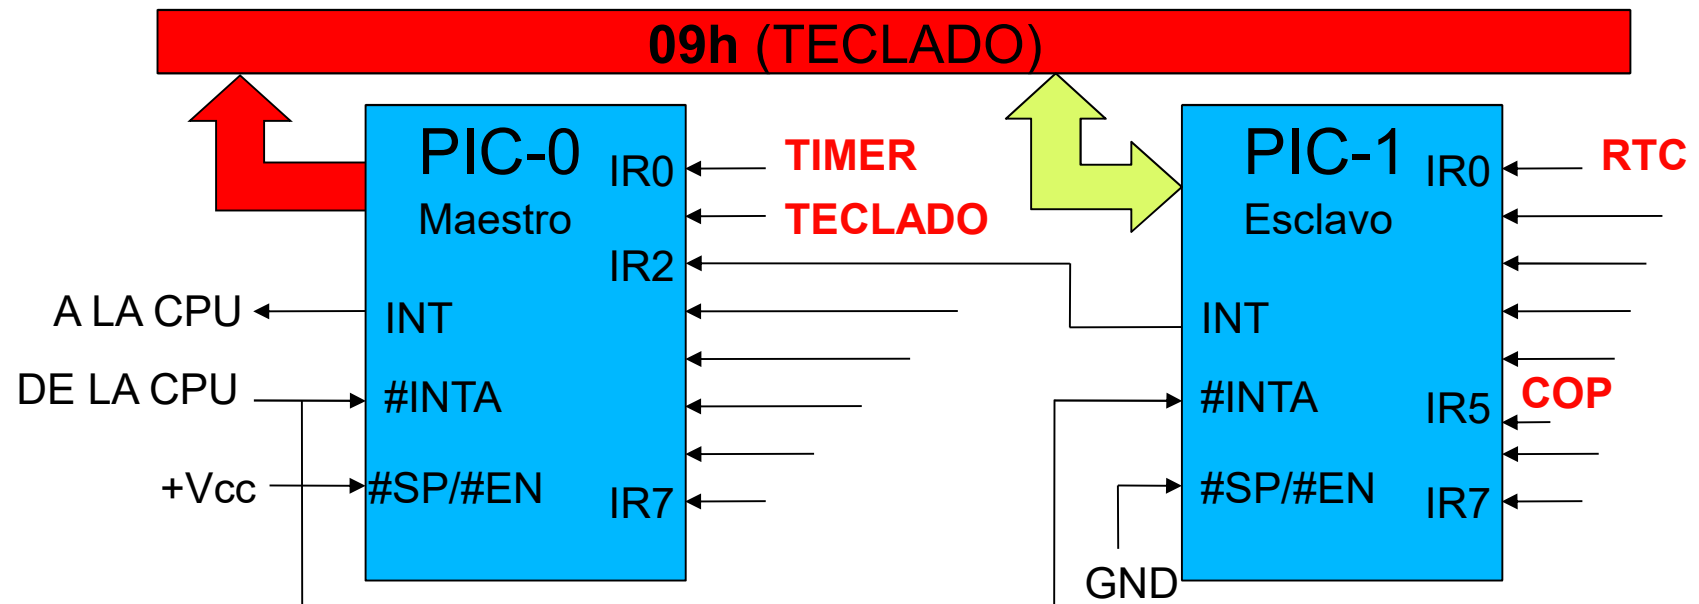 09h (TECLADO)
PIC-0
Maestro
IR0
TIMER
TECLADO
IR2
A LA CPU
INT
DE LA CPU
#INTA
+Vcc
#SP/#EN
IR7
PIC-1
Esclavo
IR0
RTC
INT
#INTA
IR5
COP
#SP/#EN
IR7
GND